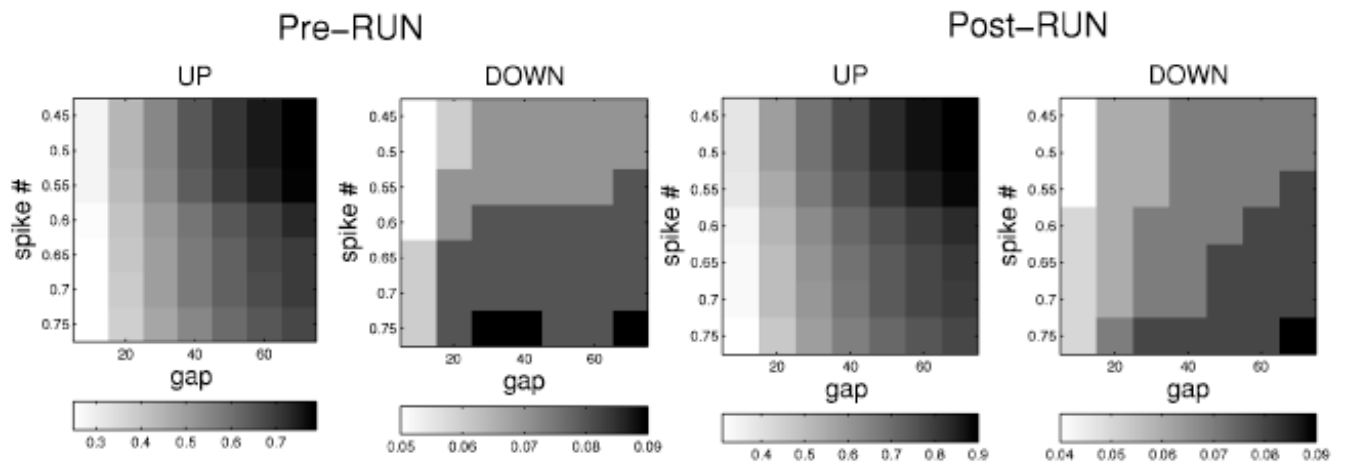 Pre-RUN Post-RUN
UP DOWN UP DOWN
spike # 0.45 0.5 0.55 0.6 0.65 0.7 0.75
20 40 60
gap
0.3 0.4 0.5 0.6 0.7
spike # 0.45 0.5 0.55 0.6 0.65 0.7 0.75
20 40 60
gap
0.05 0.06 0.07 0.08 0.09
spike # 0.45 0.5 0.55 0.6 0.65 0.7 0.75
20 40 60
gap
0.4 0.5 0.6 0.7 0.8 0.9
spike # 0.45 0.5 0.55 0.6 0.65 0.7 0.75
20 40 60
gap
0.04 0.05 0.06 0.07 0.08 0.09